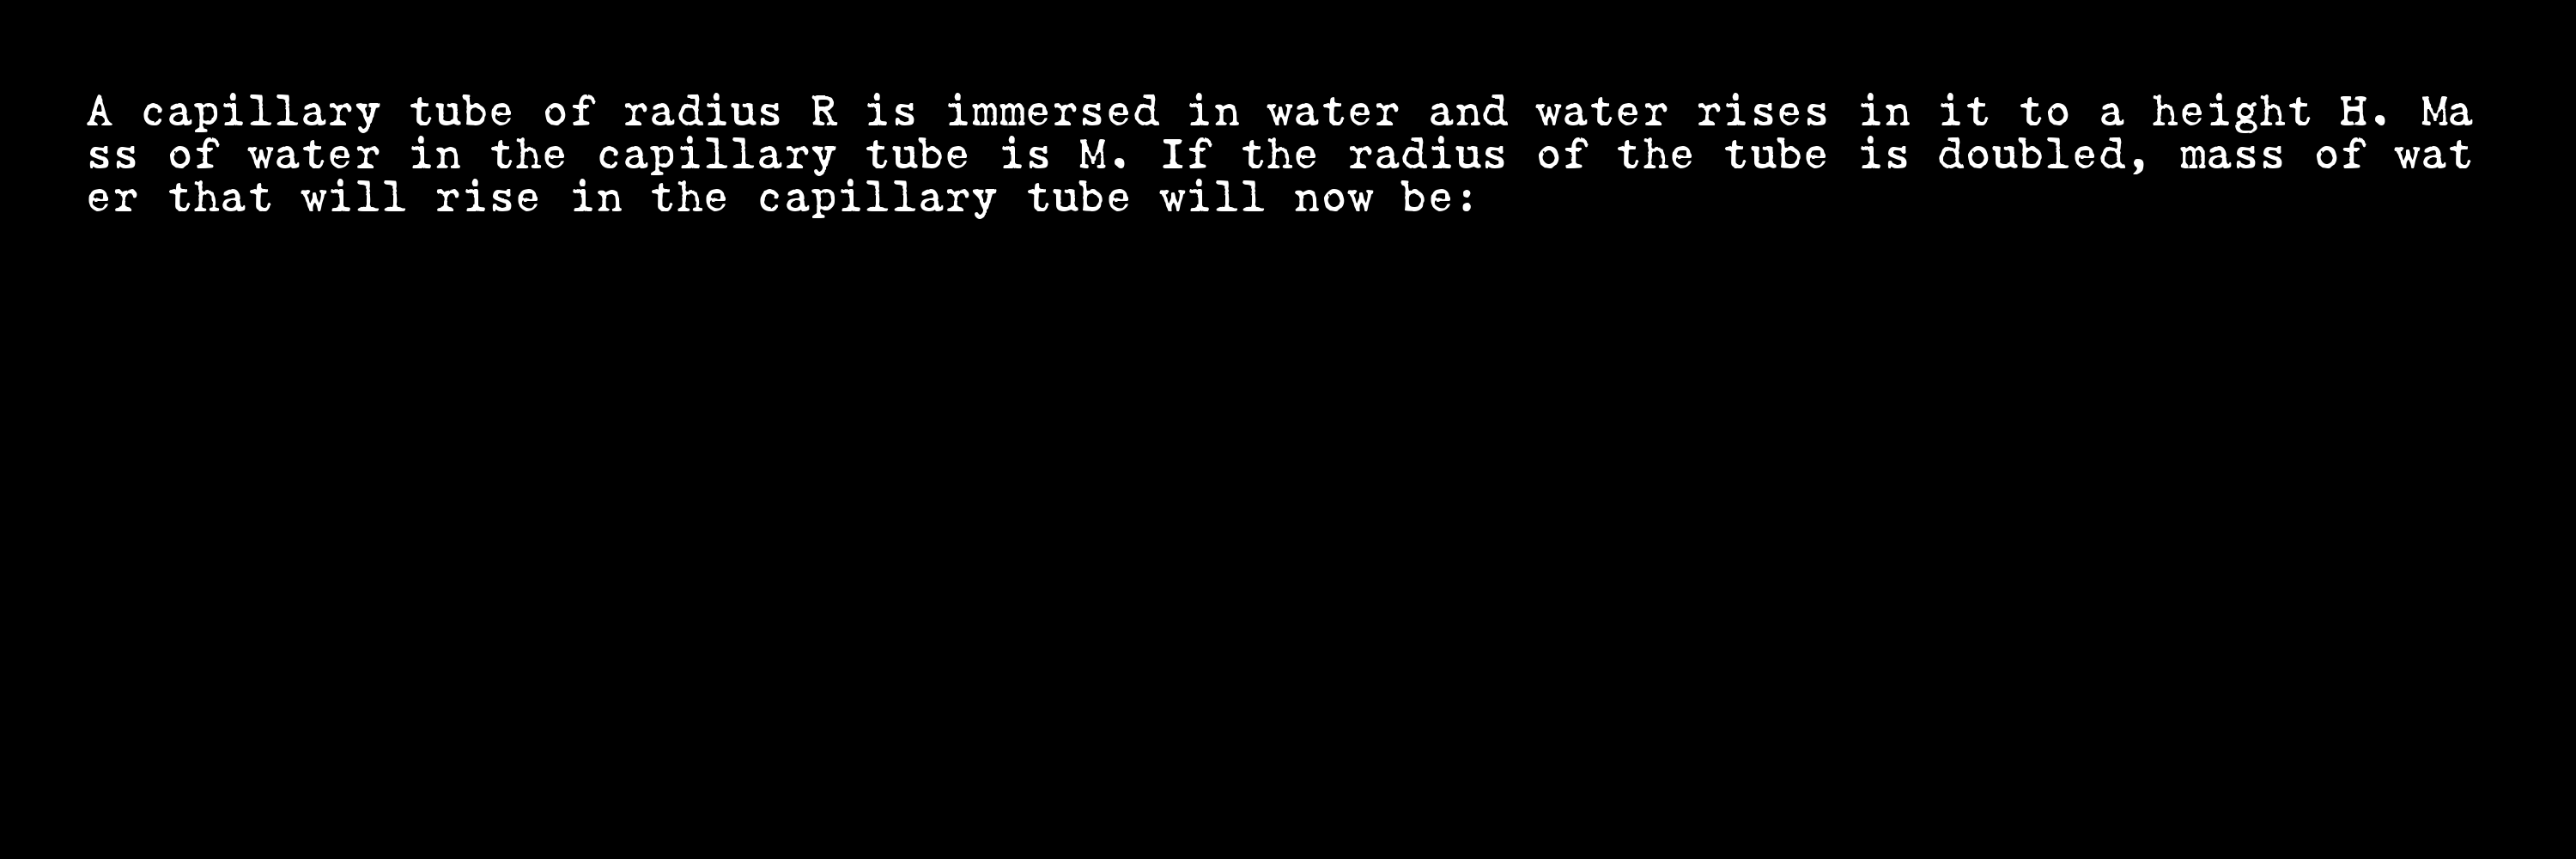 A capillary tube of radius R is immersed in water and water rises in it to a height H. Ma
ss of water in the capillary tube is M. If the radius of the tube is doubled, mass of wat
er that will rise in the capillary tube will now be: